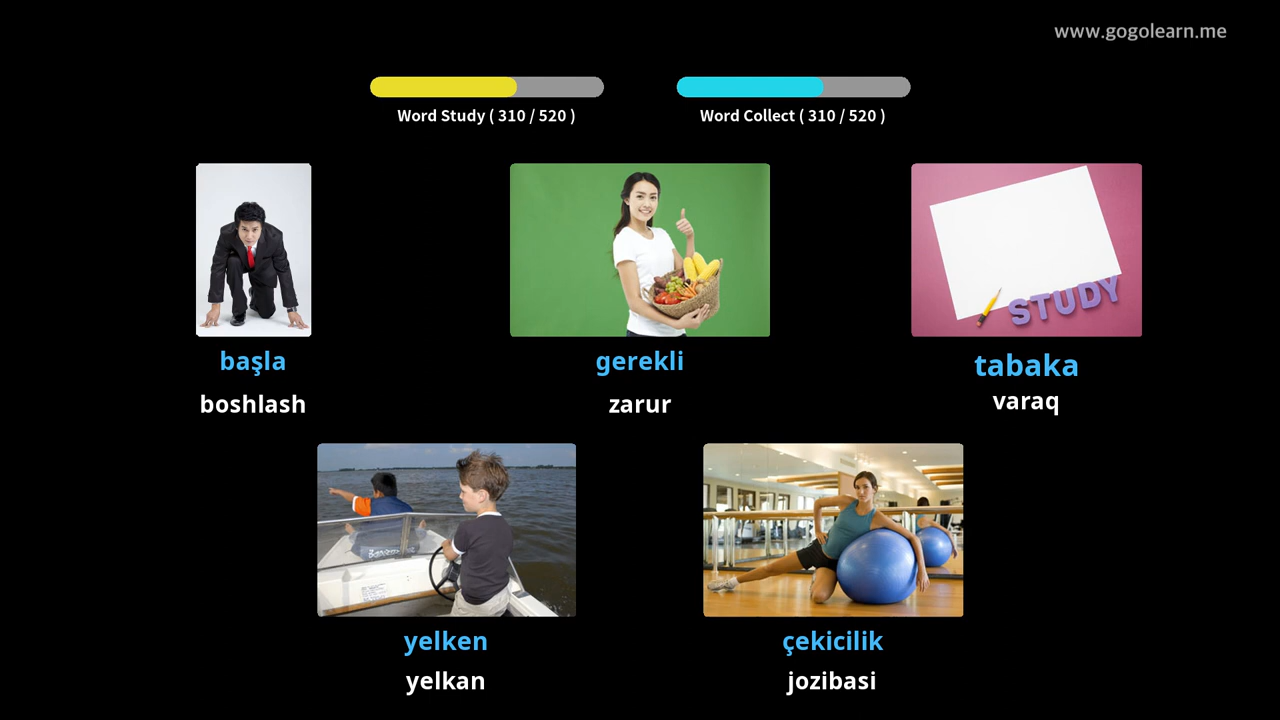 www.gogolearn.me
Word Study ( 310 / 520 )
Word Collect ( 310 / 520 )
STUDY
başla
boshlash
gerekli
zarur
tabaka
varaq
yelken
yelkan
çekicilik
jozibasi